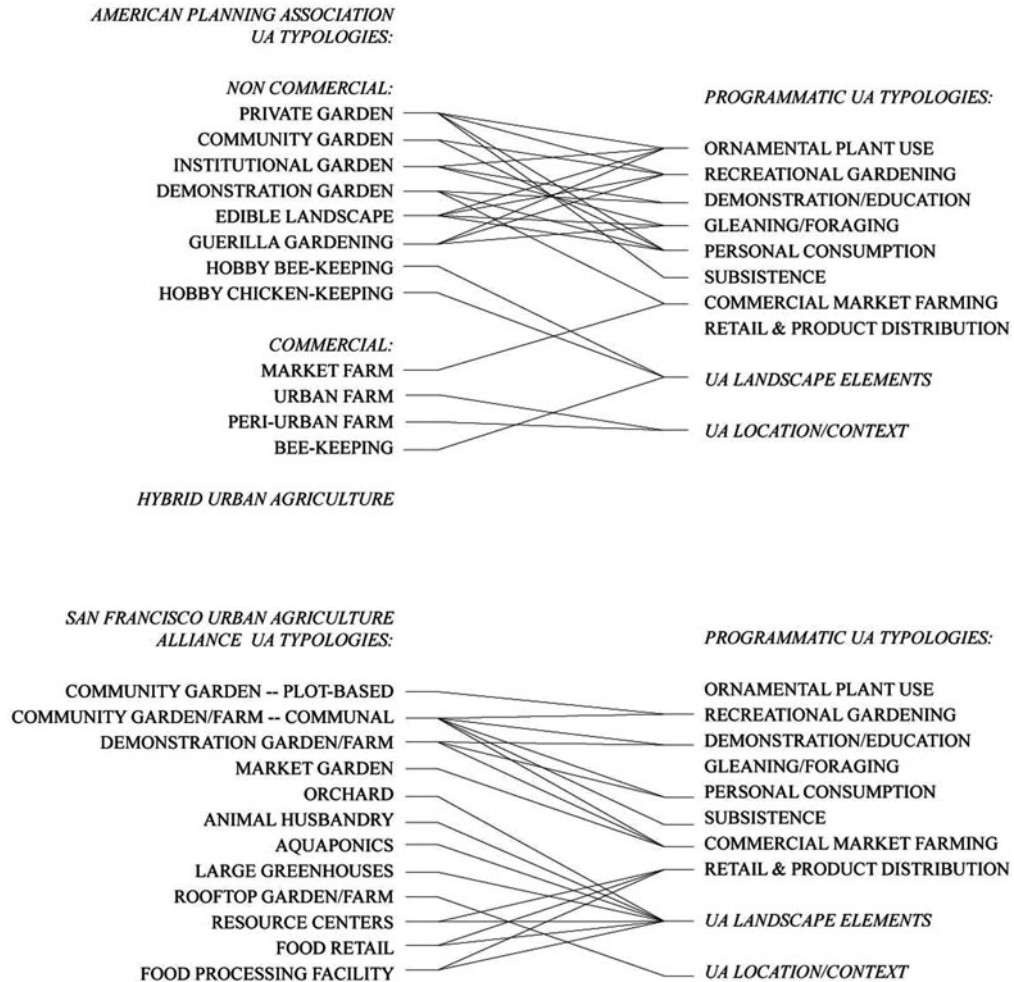 AMERICAN PLANNING ASSOCIATION
UA TYPOLOGIES:
NON COMMERCIAL:
PRIVATE GARDEN
COMMUNITY GARDEN
INSTITUTIONAL GARDEN
DEMONSTRATION GARDEN
EDIBLE LANDSCAPE
GUERILLA GARDENING
HOBBY BEE-KEEPING
HOBBY CHICKEN-KEEPING
COMMERCIAL:
MARKET FARM
URBAN FARM
PERI-URBAN FARM
BEE-KEEPING
HYBRID URBAN AGRICULTURE
PROGRAMMATIC UA TYPOLOGIES:
ORNAMENTAL PLANT USE
RECREATIONAL GARDENING
DEMONSTRATION/EDUCATION
GLEANING/FORAGING
PERSONAL CONSUMPTION
SUBSISTENCE
COMMERCIAL MARKET FARMING
RETAIL & PRODUCT DISTRIBUTION
UA LANDSCAPE ELEMENTS
UA LOCATION/CONTEXT
SAN FRANCISCO URBAN AGRICULTURE
ALLIANCE UA TYPOLOGIES:
COMMUNITY GARDEN -- PLOT-BASED
COMMUNITY GARDEN/FARM -- COMMUNAL
DEMONSTRATION GARDEN/FARM
MARKET GARDEN
ORCHARD
ANIMAL HUSBANDRY
AQUAPONICS
LARGE GREENHOUSES
ROOFTOP GARDEN/FARM
RESOURCE CENTERS
FOOD RETAIL
FOOD PROCESSING FACILITY
PROGRAMMATIC UA TYPOLOGIES:
ORNAMENTAL PLANT USE
RECREATIONAL GARDENING
DEMONSTRATION/EDUCATION
GLEANING/FORAGING
PERSONAL CONSUMPTION
SUBSISTENCE
COMMERCIAL MARKET FARMING
RETAIL & PRODUCT DISTRIBUTION
UA LANDSCAPE ELEMENTS
UA LOCATION/CONTEXT